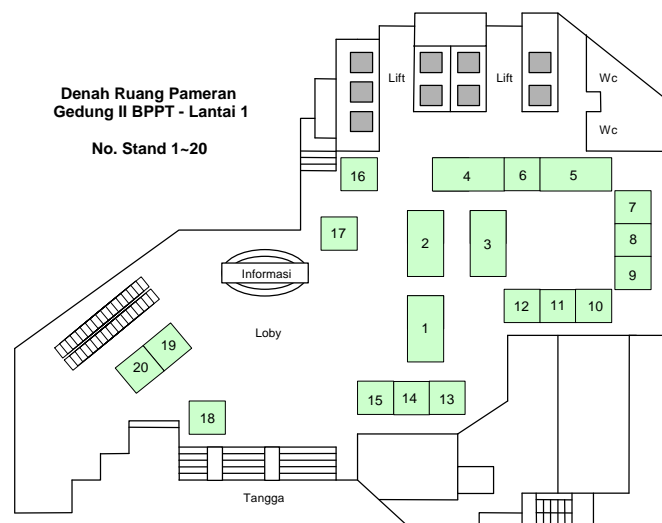 Denah Ruang Pameran
Gedung II BPPT - Lantai 1
No. Stand 1~20
Lift
Lift
Wc
Wc
16
4
6
5
7
17
2
3
8
9
Informasi
12
11
10
1
Loby
19
20
15
14
13
18
Tangga